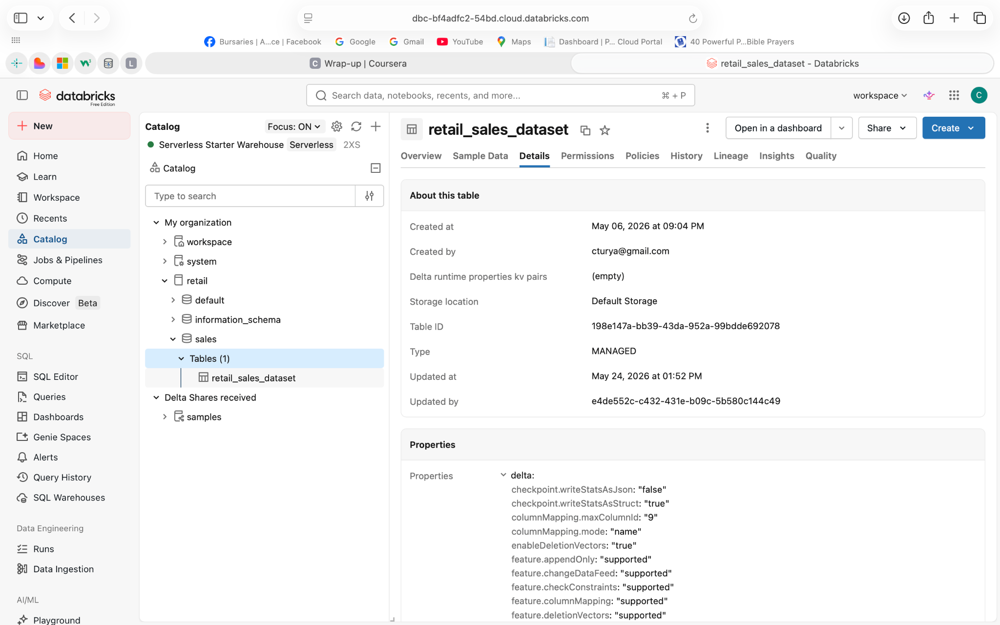 dbc-bf4adfc2-54bd.cloud.databricks.com
Bursaries | A...ce | Facebook
Google
Gmail
YouTube
Maps
Dashboard | P... Cloud Portal
40 Powerful P...Bible Prayers
L
C Wrap-up | Coursera
retail_sales_dataset - Databricks
databricks
Free Edition
Search data, notebooks, recents, and more...
⌘ + P
workspace
C
New
Home
Learn
Workspace
Recents
Catalog
Jobs & Pipelines
Compute
Discover Beta
Marketplace
SQL
SQL Editor
Queries
Dashboards
Genie Spaces
Alerts
Query History
SQL Warehouses
Data Engineering
Runs
Data Ingestion
AI/ML
Playground
Catalog
Focus: ON
Serverless Starter Warehouse Serverless 2XS
Catalog
Type to search
My organization
workspace
system
retail
default
information_schema
sales
Tables (1)
retail_sales_dataset
Delta Shares received
samples
retail_sales_dataset
Open in a dashboard
Share
Create
Overview Sample Data Details Permissions Policies History Lineage Insights Quality
About this table
Created at May 06, 2026 at 09:04 PM
Created by cturya@gmail.com
Delta runtime properties kv pairs (empty)
Storage location Default Storage
Table ID 198e147a-bb39-43da-952a-99bdde692078
Type MANAGED
Updated at May 24, 2026 at 01:52 PM
Updated by e4de552c-c432-431e-b09c-5b580c144c49
Properties
Properties delta:
checkpoint.writeStatsAsJson: "false"
checkpoint.writeStatsAsStruct: "true"
columnMapping.maxColumnId: "9"
columnMapping.mode: "name"
enableDeletionVectors: "true"
feature.appendOnly: "supported"
feature.changeDataFeed: "supported"
feature.checkConstraints: "supported"
feature.columnMapping: "supported"
feature.deletionVectors: "supported"